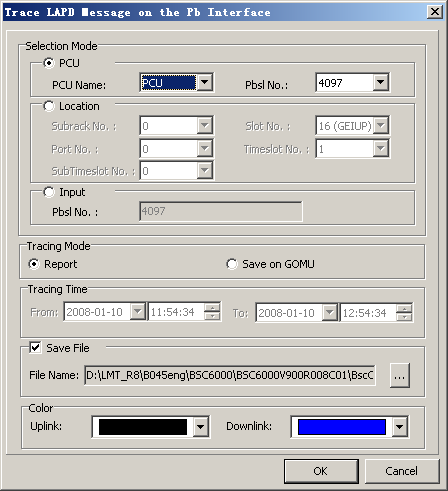 Trace LAPD Message on the Pb Interface
Selection Mode
PCU
PCU Name: PCU Pbsl No.: 4097
Location
Subrack No. : 0 Slot No. : 16 (GEIUP)
Port No. : 0 Timeslot No. : 1
SubTimeslot No. : 0
Input
Pbsl No. : 4097
Tracing Mode
Report Save on GOMU
Tracing Time
From: 2008-01-10 11:54:34 To: 2008-01-10 12:54:34
Save File
File Name: D:\LMT_R8\B045eng\BSC6000\BSC6000V900R008C01\BscC ...
Color
Uplink: Downlink:
OK Cancel